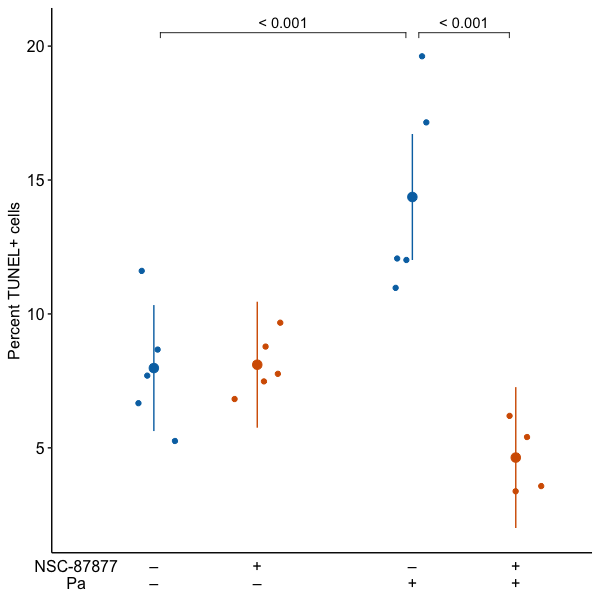 < 0.001 < 0.001
20
15
10
5
Percent TUNEL+ cells
NSC-87877 – + – +
Pa – – + +